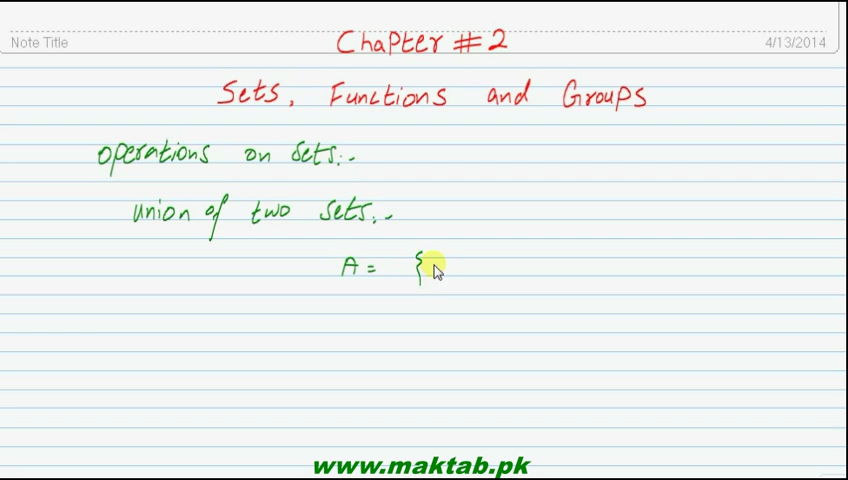 Chapter # 2
Note Title
4/13/2014
Sets, Functions and Groups
operations on sets:-
union of two sets:-
A = {
www.maktab.pk